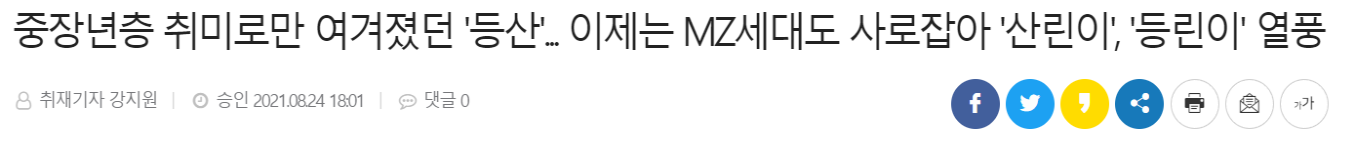 중장년층 취미로만 여겨졌던 '등산'... 이제는 MZ세대도 사로잡아 '산린이', '등린이' 열풍
취재기자 강지원 | 승인 2021.08.24 18:01 | 댓글 0 가가